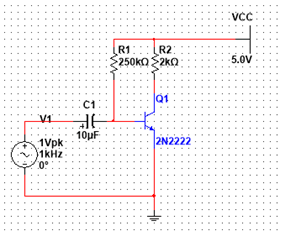 VCC
5.0V
R1
250kΩ
R2
2kΩ
Q1
2N2222
C1
10µF
V1
1Vpk
1kHz
0°